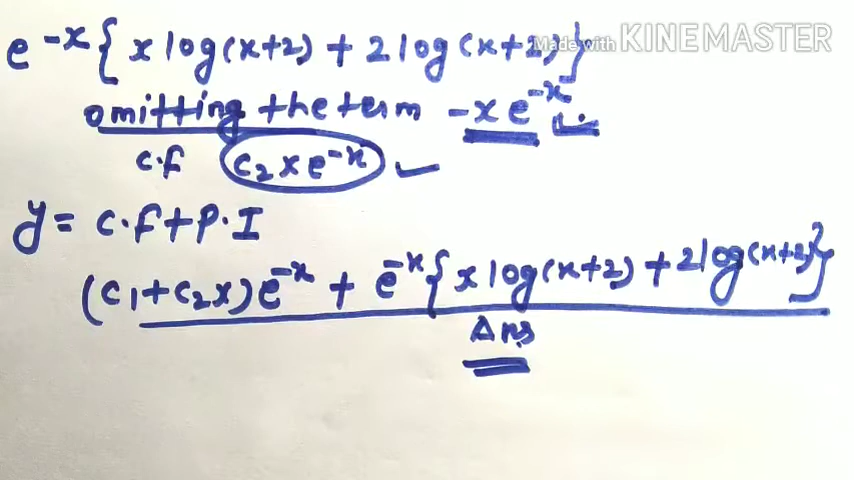 e^{-x}{x log(x+2) + 2 log(x+2)}
Made with KINEMASTER
omitting the term -x e^{-x}
C.F C₂xe^{-x} ✓
y = C.F + P.I
(C₁+C₂x)e^{-x} + e^{-x}{x log(x+2) + 2 log(x+2)}
Ans